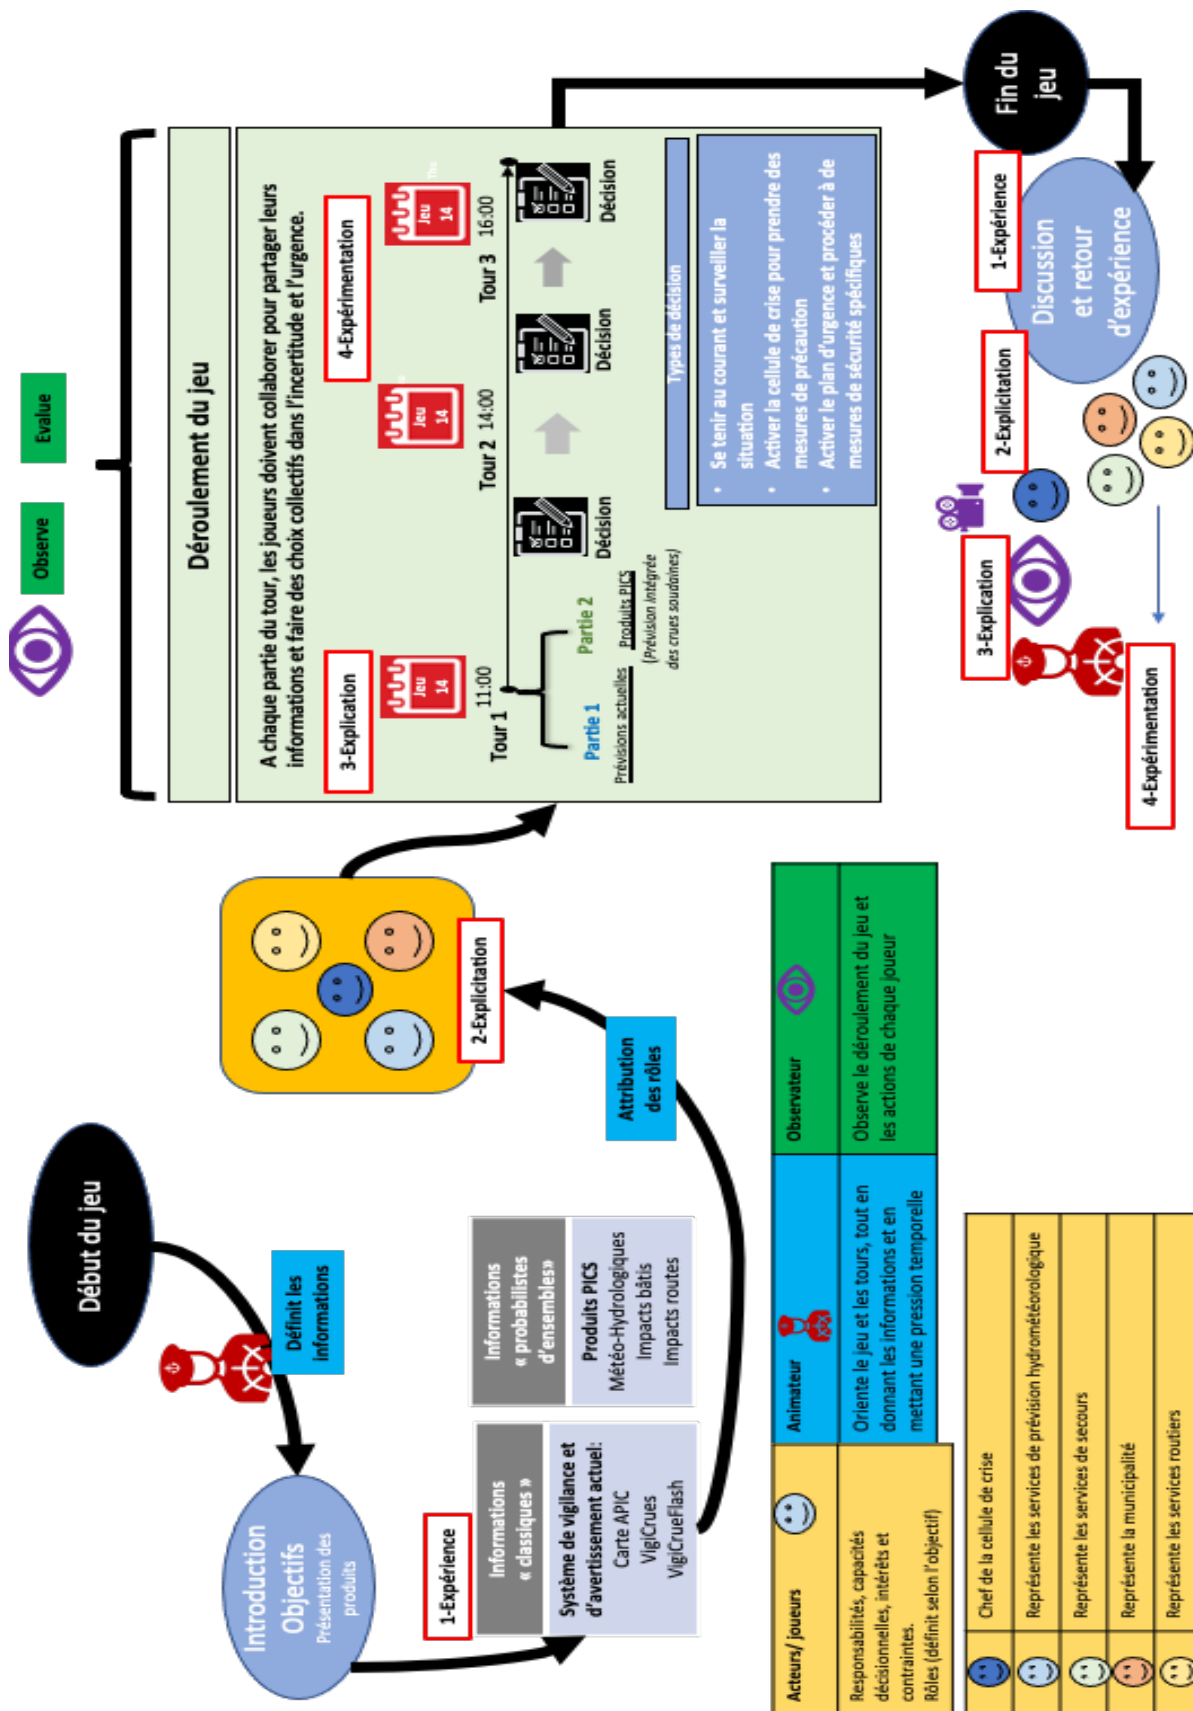 Début du jeu
Définit les
informations
Introduction
Objectifs
Présentation des
produits
1-Expérience
Informations
« classiques »
Système de vigilance et
d'avertissement actuel:
Carte APIC
VigiCrues
VigiCrueFlash
Informations
« probabilistes
d'ensembles»
Produits PICS
Météo-Hydrologiques
Impacts bâtis
Impacts routes
Attribution
des rôles
2-Explicitation
Observe
Evalue
Déroulement du jeu
A chaque partie du tour, les joueurs doivent collaborer pour partager leurs
informations et faire des choix collectifs dans l'incertitude et l'urgence.
3-Explication
4-Expérimentation
Jeu
14
Jeu
14
Jeu
14
Thu
11:00
Tour 1
Tour 2 14:00
Tour 3 16:00
Partie 1
Partie 2
Prévisions actuelles
Produits PICS
(Prévision Intégrée
des crues soudaines)
Décision
Décision
Décision
Types de décision
• Se tenir au courant et surveiller la
situation
• Activer la cellule de crise pour prendre des
mesures de précaution
• Activer le plan d'urgence et procéder à de
mesures de sécurité spécifiques
Fin du
jeu
1-Expérience
Discussion
et retour
d'expérience
2-Explicitation
3-Explication
4-Expérimentation
Acteurs/ joueurs
Responsabilités, capacités
décisionnelles, intérêts et
contraintes.
Rôles (définit selon l'objectif)
Animateur
Oriente le jeu et les tours, tout en
donnant les informations et en
mettant une pression temporelle
Observateur
Observe le déroulement du jeu et
les actions de chaque joueur
Chef de la cellule de crise
Représente les services de prévision hydrométéorologique
Représente les services de secours
Représente la municipalité
Représente les services routiers